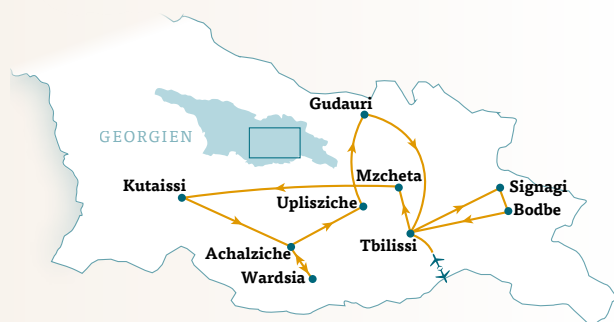 Gudauri
GEORGIEN
Mzcheta
Kutaissi
Signagi
Uplisziche
Bodbe
Tbilissi
Achalziche
Wardsia